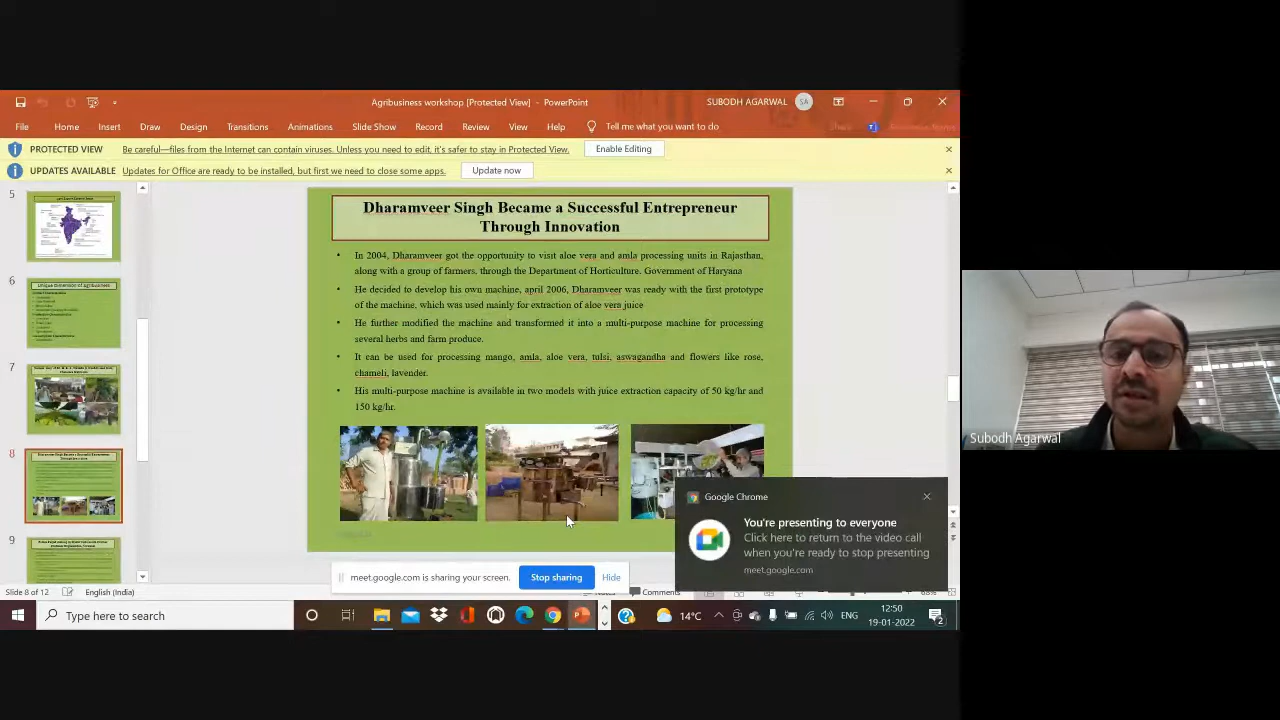 Agribusiness workshop [Protected View] - PowerPoint
SUBODH AGARWAL SA
File Home Insert Draw Design Transitions Animations Slide Show Record Review View Help Tell me what you want to do Share
PROTECTED VIEW Be careful—files from the Internet can contain viruses. Unless you need to edit, it's safer to stay in Protected View. Enable Editing
UPDATES AVAILABLE Updates for Office are ready to be installed, but first we need to close some apps. Update now
5
6
7
8
9
Dharamveer Singh Became a Successful Entrepreneur
Through Innovation
• In 2004, Dharamveer got the opportunity to visit aloe vera and amla processing units in Rajasthan,
along with a group of farmers, through the Department of Horticulture. Government of Haryana
• He decided to develop his own machine, april 2006, Dharamveer was ready with the first prototype
of the machine, which was used mainly for extraction of aloe vera juice
• He further modified the machine and transformed it into a multi-purpose machine for processing
several herbs and farm produce.
• It can be used for processing mango, amla, aloe vera, tulsi, aswagandha and flowers like rose,
chameli, lavender.
• His multi-purpose machine is available in two models with juice extraction capacity of 50 kg/hr and
150 kg/hr.
Google Chrome
You're presenting to everyone
Click here to return to the video call
when you're ready to stop presenting
meet.google.com
meet.google.com is sharing your screen. Stop sharing Hide
Slide 8 of 12 English (India) Notes Comments 68%
Type here to search
14°C ENG
12:50
19-01-2022
2
Subodh Agarwal